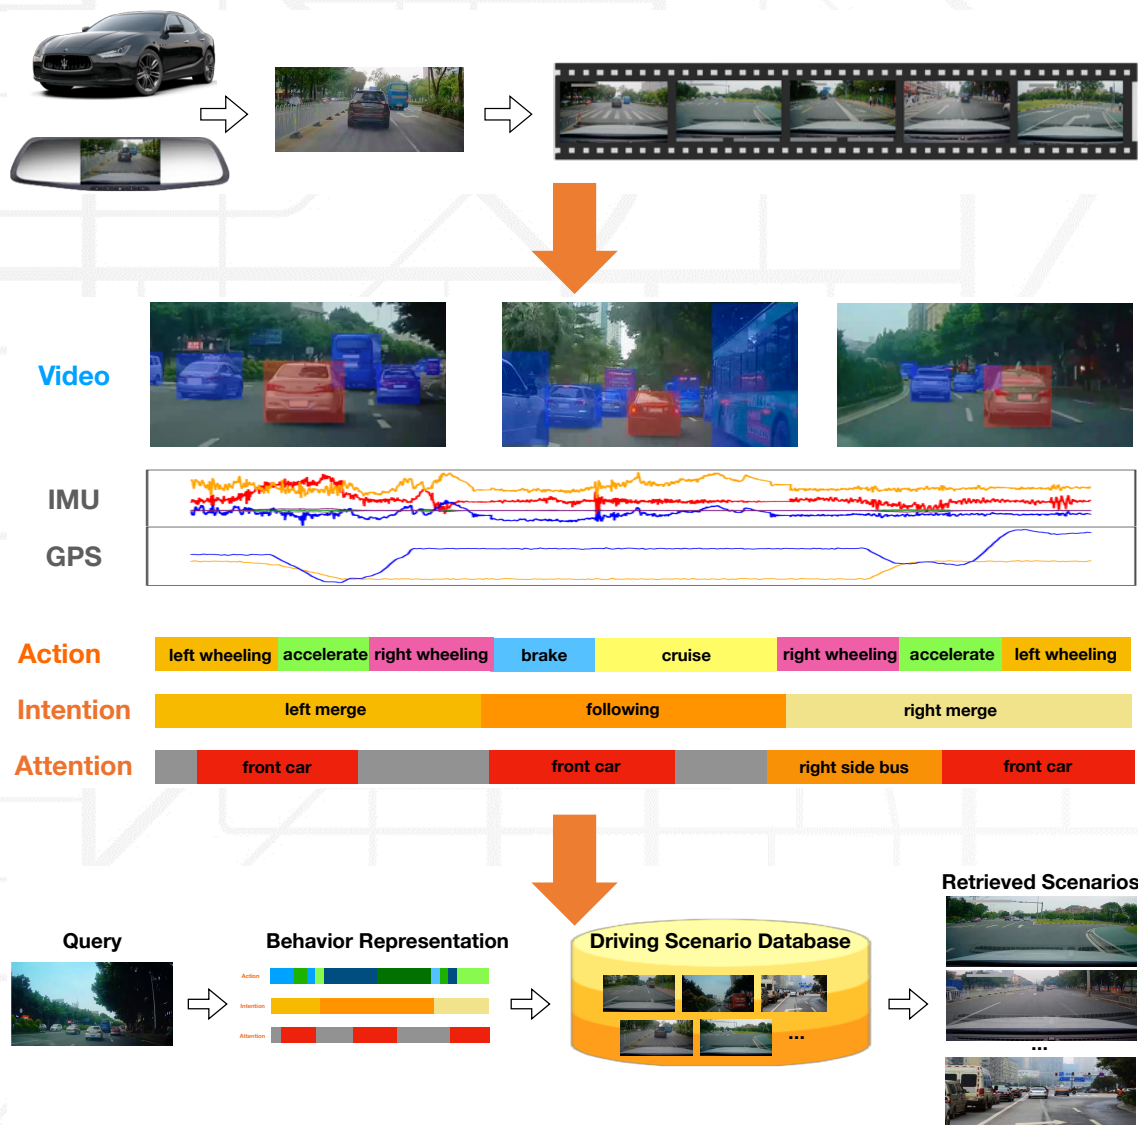 Video
IMU
GPS
Action
left wheeling accelerate right wheeling brake cruise right wheeling accelerate left wheeling
Intention
left merge following right merge
Attention
front car front car right side bus front car
Retrieved Scenarios
Query
Behavior Representation
Driving Scenario Database
Action
Intention
Attention
...
...